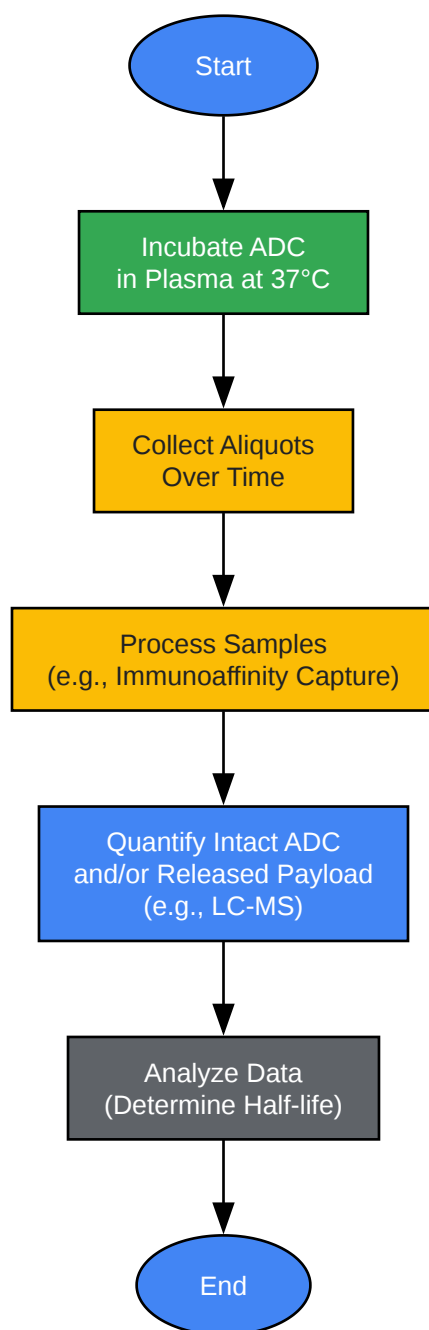 Start
Incubate ADC
in Plasma at 37°C
Collect Aliquots
Over Time
Process Samples
(e.g., Immunoaffinity Capture)
Quantify Intact ADC
and/or Released Payload
(e.g., LC-MS)
Analyze Data
(Determine Half-life)
End